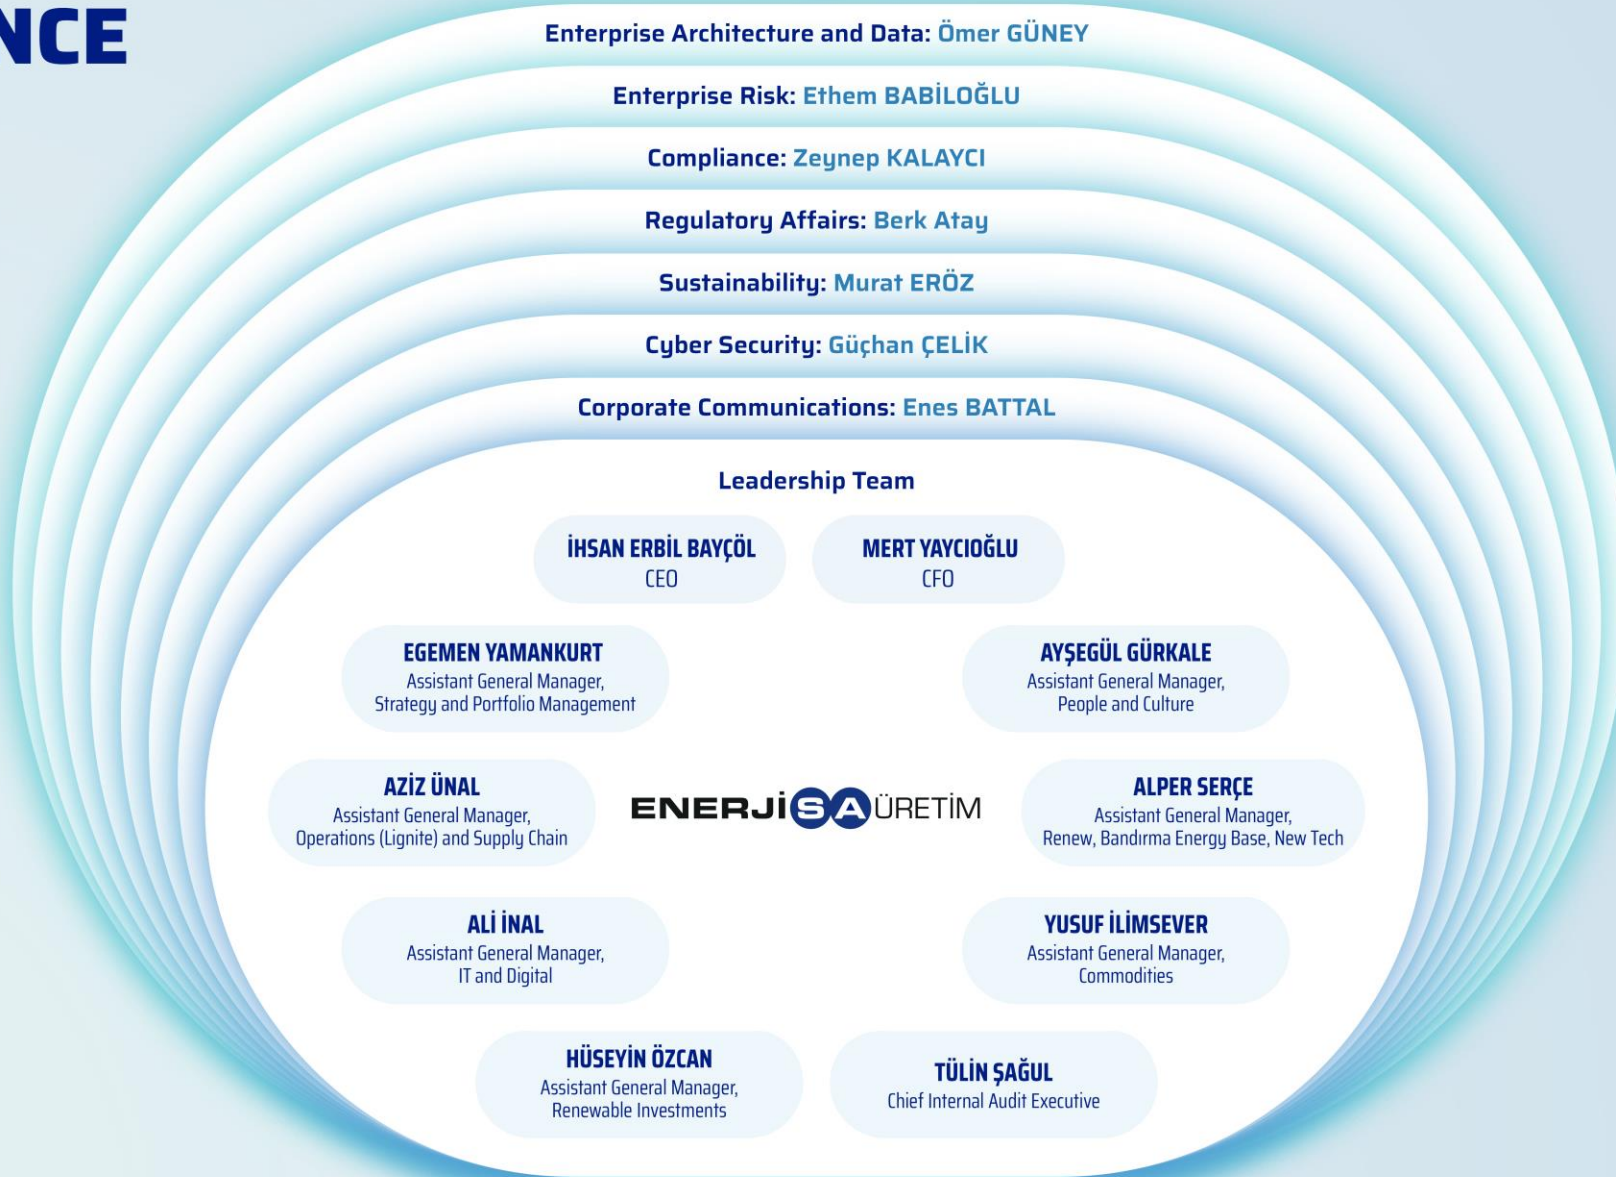 NCE
Enterprise Architecture and Data: Ömer GÜNEY
Enterprise Risk: Ethem BABİLOĞLU
Compliance: Zeynep KALAYCI
Regulatory Affairs: Berk Atay
Sustainability: Murat ERÖZ
Cyber Security: Güçhan ÇELİK
Corporate Communications: Enes BATTAL
Leadership Team
İHSAN ERBİL BAYÇÖL
CEO
MERT YAYCIOĞLU
CFO
EGEMEN YAMANKURT
Assistant General Manager,
Strategy and Portfolio Management
AYŞEGÜL GÜRKALE
Assistant General Manager,
People and Culture
AZİZ ÜNAL
Assistant General Manager,
Operations (Lignite) and Supply Chain
ENERJİSA ÜRETİM
ALPER SERÇE
Assistant General Manager,
Renew, Bandırma Energy Base, New Tech
ALİ İNAL
Assistant General Manager,
IT and Digital
YUSUF İLİMSEVER
Assistant General Manager,
Commodities
HÜSEYİN ÖZCAN
Assistant General Manager,
Renewable Investments
TÜLİN ŞAĞUL
Chief Internal Audit Executive